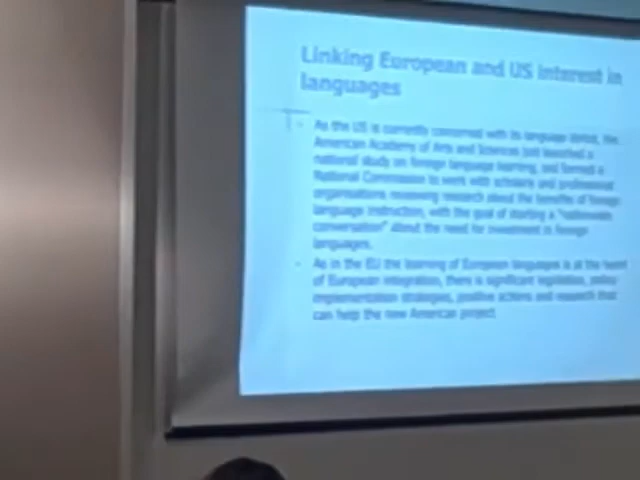 Linking European and US interest in
languages
- As the US is currently concerned with its language deficit, the
American Academy of Arts and Sciences just launched a
national study on foreign language learning, and formed a
National Commission to work with scholars and professional
organisations reviewing research about the benefits of foreign
language instruction, with the goal of starting a "nationwide
conversation" about the need for investment in foreign
languages.
- As in the EU the learning of European languages is at the heart
of European integration, there is significant legislation, policy
implementation strategies, positive actions and research that
can help the new American project.